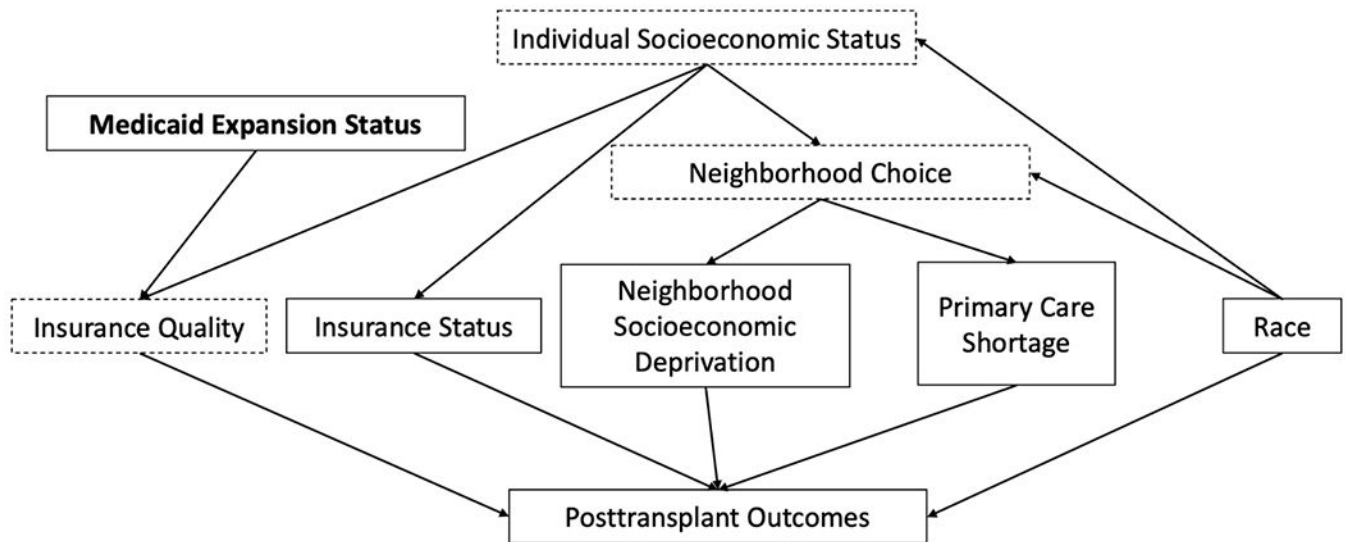 Individual Socioeconomic Status
Medicaid Expansion Status
Neighborhood Choice
Insurance Quality
Insurance Status
Neighborhood
Socioeconomic
Deprivation
Primary Care
Shortage
Race
Posttransplant Outcomes